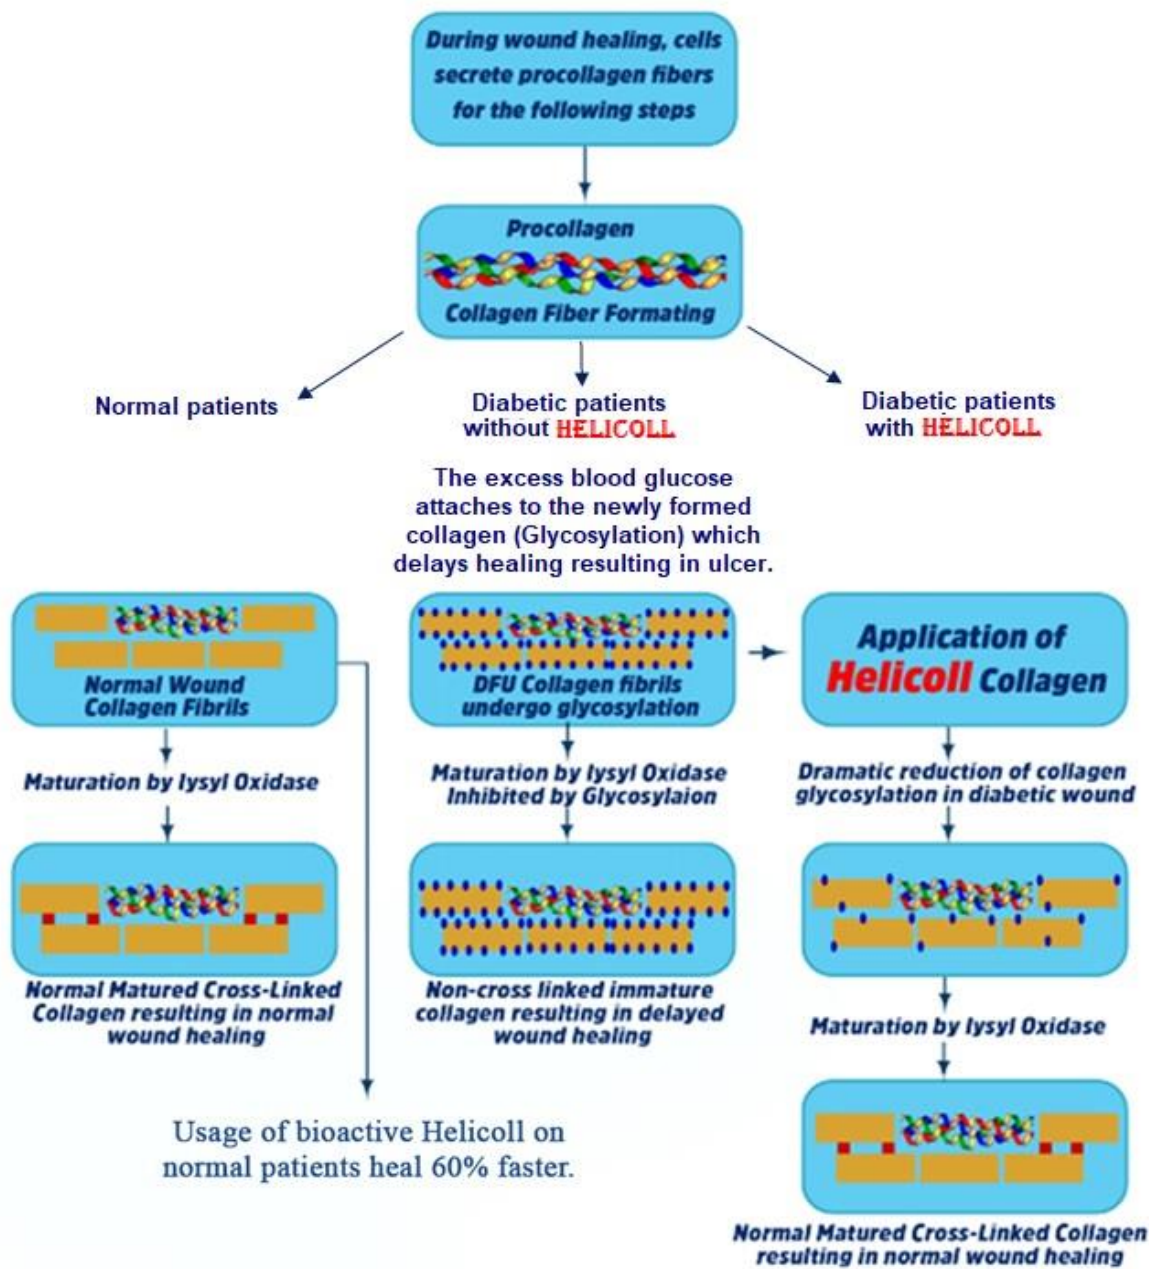 During wound healing, cells
secrete procollagen fibers
for the following steps
Procollagen
Collagen Fiber Formating
Normal patients
Diabetic patients
without HELICOLL
Diabetic patients
with HELICOLL
The excess blood glucose
attaches to the newly formed
collagen (Glycosylation) which
delays healing resulting in ulcer.
Normal Wound
Collagen Fibrils
DFU Collagen fibrils
undergo glycosylation
Application of
Helicoll Collagen
Maturation by lysyl Oxidase
Maturation by lysyl Oxidase
Inhibited by Glycosylaion
Dramatic reduction of collagen
glycosylation in diabetic wound
Normal Matured Cross-Linked
Collagen resulting in normal
wound healing
Non-cross linked immature
collagen resulting in delayed
wound healing
Maturation by lysyl Oxidase
Usage of bioactive Helicoll on
normal patients heal 60% faster.
Normal Matured Cross-Linked Collagen
resulting in normal wound healing